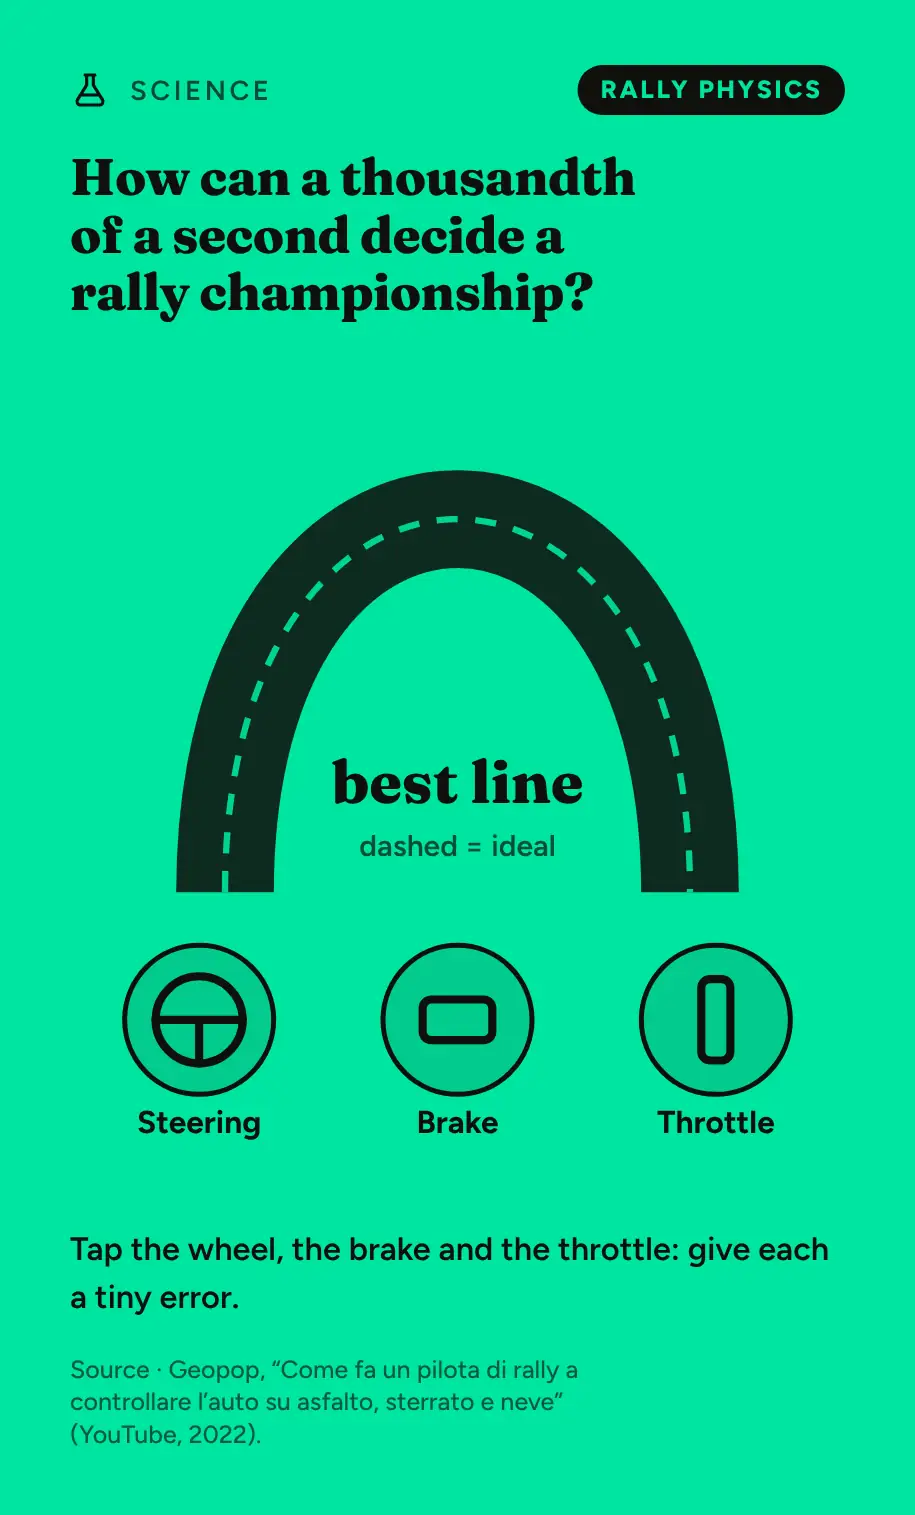 SCIENCE
RALLY PHYSICS
How can a thousandth
of a second decide a
rally championship?
best line
dashed = ideal
Steering
Brake
Throttle
Tap the wheel, the brake and the throttle: give each
a tiny error.
Source · Geopop, “Come fa un pilota di rally a
controllare l’auto su asfalto, sterrato e neve”
(YouTube, 2022).